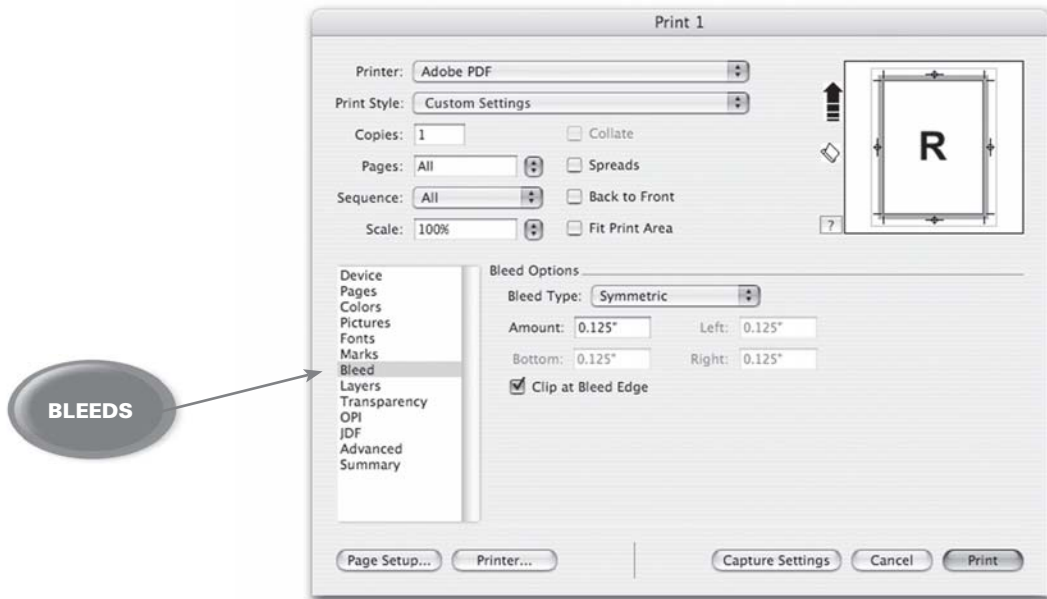 Print 1
Printer: Adobe PDF
Print Style: Custom Settings
Copies: 1 Collate
Pages: All Spreads
Sequence: All Back to Front
Scale: 100% Fit Print Area
R
?
Device
Pages
Colors
Pictures
Fonts
Marks
Bleed
Layers
Transparency
OPI
JDF
Advanced
Summary
Bleed Options
Bleed Type: Symmetric
Amount: 0.125" Left: 0.125"
Bottom: 0.125" Right: 0.125"
Clip at Bleed Edge
BLEEDS
Page Setup... Printer... Capture Settings Cancel Print